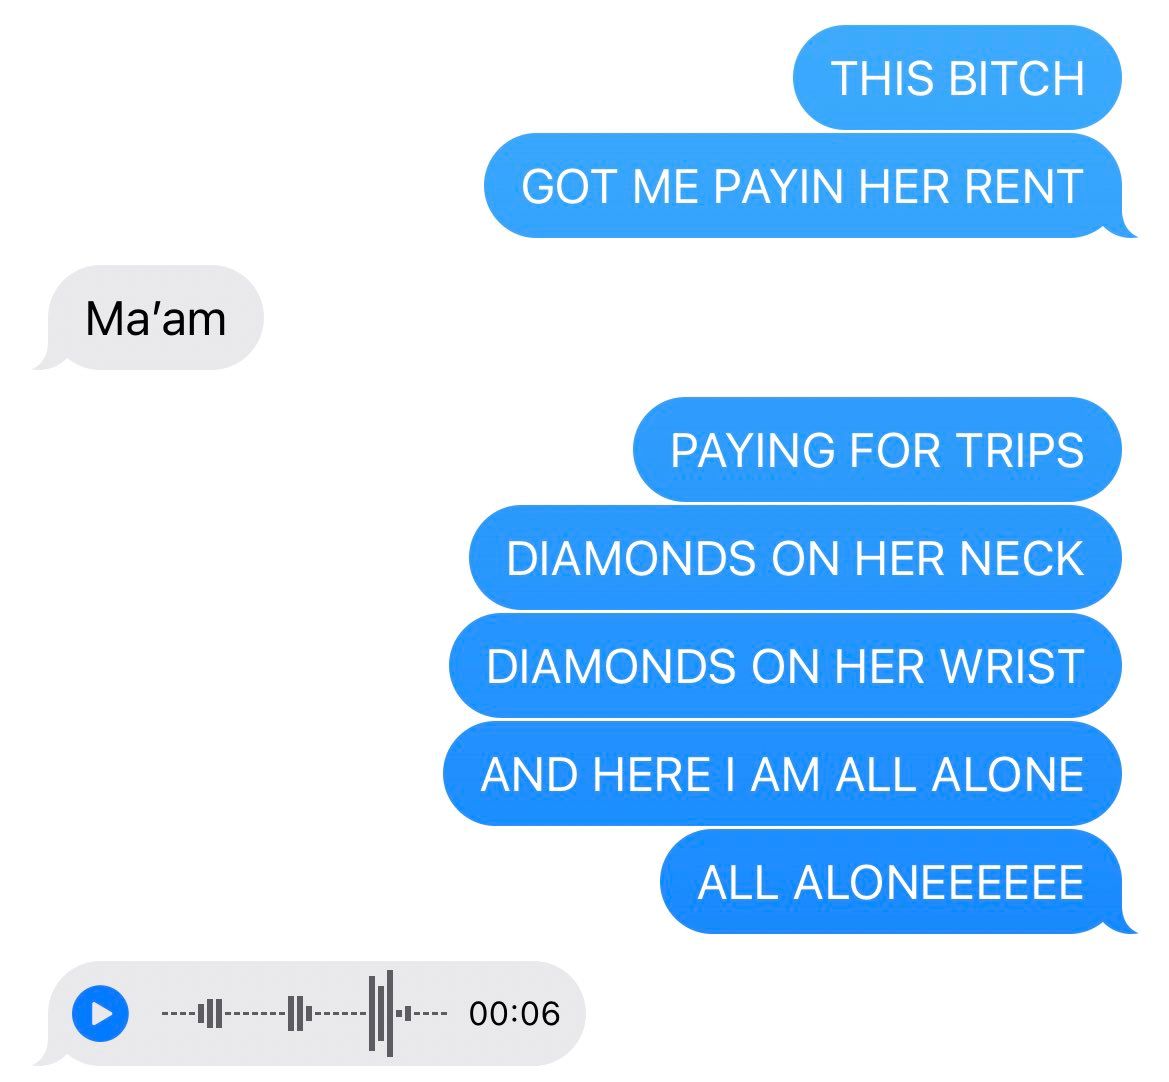 THIS BITCH
GOT ME PAYIN HER RENT
Ma'am
PAYING FOR TRIPS
DIAMONDS ON HER NECK
DIAMONDS ON HER WRIST
AND HERE I AM ALL ALONE
ALL ALONEEEEEE
00:06